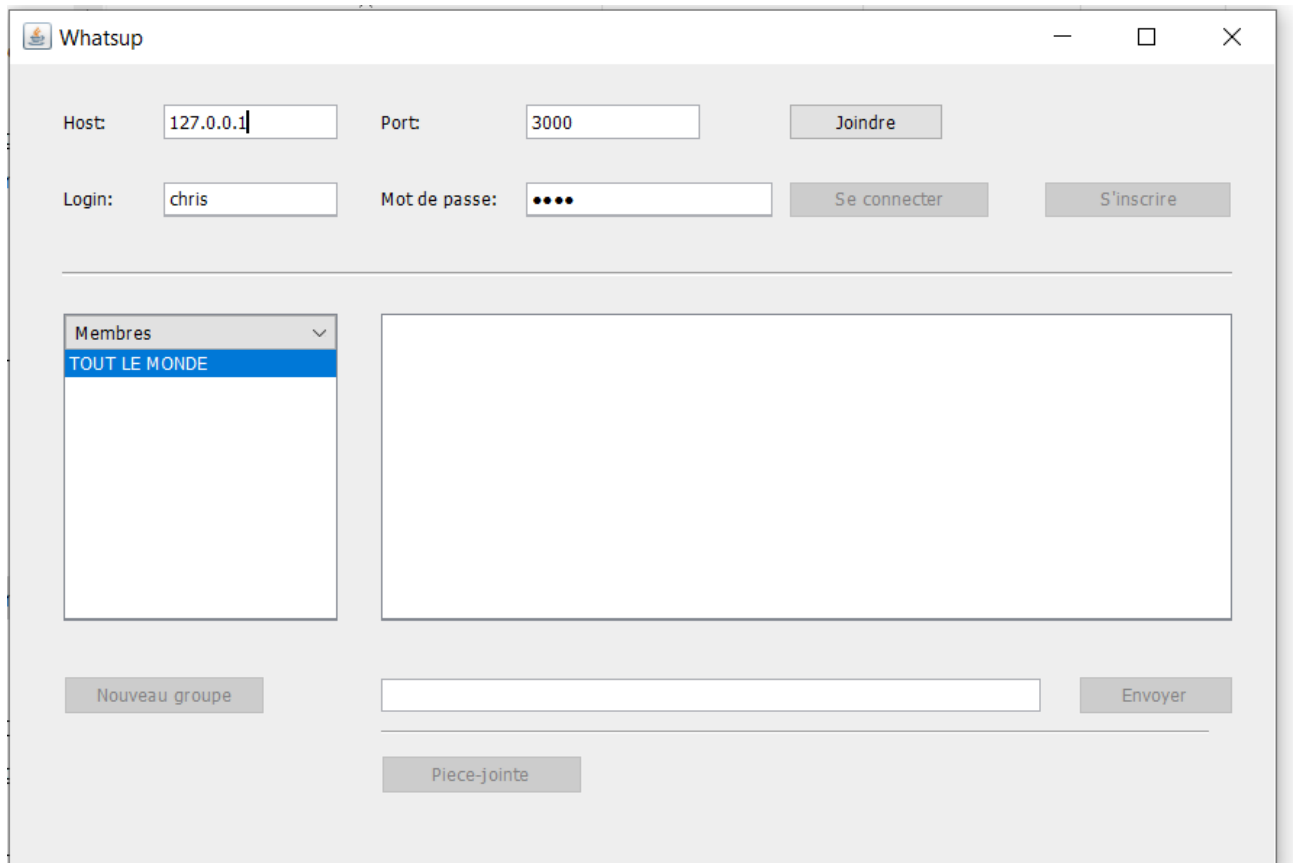 Whatsup
Host: 127.0.0.1 Port: 3000 Joindre
Login: chris Mot de passe: •••• Se connecter S'inscrire
Membres
TOUT LE MONDE
Nouveau groupe Envoyer
Piece-jointe